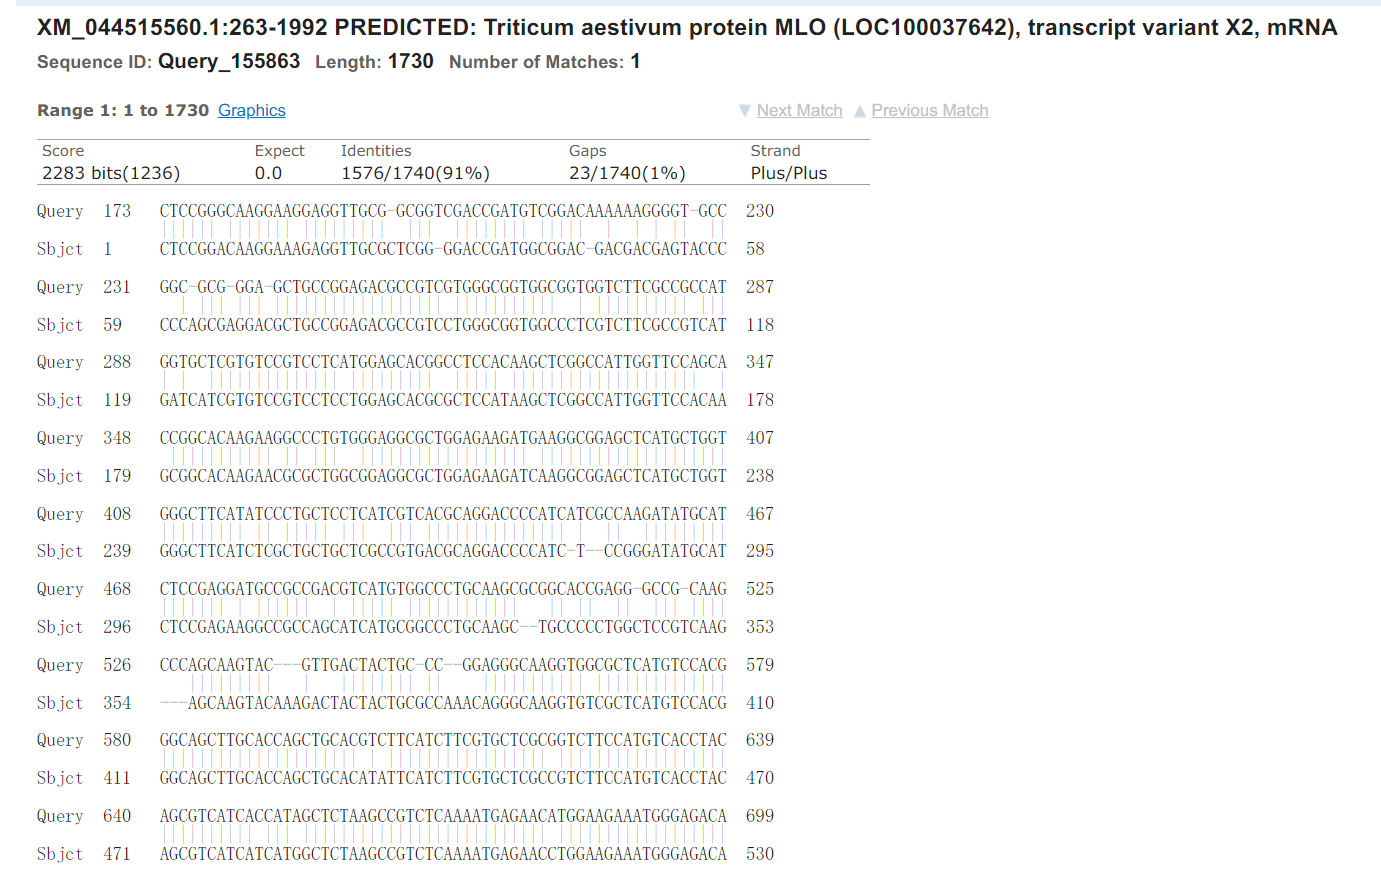 XM_044515560.1:263-1992 PREDICTED: Triticum aestivum protein MLO (LOC100037642), transcript variant X2, mRNA
Sequence ID: Query_155863 Length: 1730 Number of Matches: 1
Range 1: 1 to 1730 Graphics ▼ Next Match ▲ Previous Match
Score Expect Identities Gaps Strand
2283 bits(1236) 0.0 1576/1740(91%) 23/1740(1%) Plus/Plus
Query 173 CTCCGGGCAAGGAAGGAGGTTGCG-GCGGTCGACCGATGTCGGACAAAAAAGGGGT-GCC 230
Sbjct 1 CTCCGGACAAGGAAAGAGGTTGCGCTCGG-GGACCGATGGCGGAC-GACGACGAGTACCC 58
Query 231 GGC-GCG-GGA-GCTGCCGGAGACGCCGTCGTGGGCGGTGGCGGTGGTCTTCGCCGCCAT 287
Sbjct 59 CCCAGCGAGGACGCTGCCGGAGACGCCGTCCTGGGCGGTGGCCCTCGTCTTCGCCGTCAT 118
Query 288 GGTGCTCGTGTCCGTCCTCATGGAGCACGGCCTCCACAAGCTCGGCCATTGGTTCCAGCA 347
Sbjct 119 GATCATCGTGTCCGTCCTCCTGGAGCACGCGCTCCATAAGCTCGGCCATTGGTTCCACAA 178
Query 348 CCGGCACAAGAAGGCCCTGTGGGAGGCGCTGGAGAAGATGAAGGCGGAGCTCATGCTGGT 407
Sbjct 179 GCGGCACAAGAACGCGCTGGCGGAGGCGCTGGAGAAGATCAAGGCGGAGCTCATGCTGGT 238
Query 408 GGGCTTCATATCCCTGCTCCTCATCGTCACGCAGGACCCCATCATCGCCAAGATATGCAT 467
Sbjct 239 GGGCTTCATCTCGCTGCTGCTCGCCGTGACGCAGGACCCCATC-T--CCGGGATATGCAT 295
Query 468 CTCCGAGGATGCCGCCGACGTCATGTGGCCCTGCAAGCGCGGCACCGAGG-GCCG-CAAG 525
Sbjct 296 CTCCGAGAAGGCCGCCAGCATCATGCGGCCCTGCAAGC--TGCCCCCTGGCTCCGTCAAG 353
Query 526 CCCAGCAAGTAC---GTTGACTACTGC-CC--GGAGGGCAAGGTGGCGCTCATGTCCACG 579
Sbjct 354 ---AGCAAGTACAAAGACTACTACTGCGCCAAACAGGGCAAGGTGTCGCTCATGTCCACG 410
Query 580 GGCAGCTTGCACCAGCTGCACGTCTTCATCTTCGTGCTCGCGGTCTTCCATGTCACCTAC 639
Sbjct 411 GGCAGCTTGCACCAGCTGCACATATTCATCTTCGTGCTCGCCGTCTTCCATGTCACCTAC 470
Query 640 AGCGTCATCACCATAGCTCTAAGCCGTCTCAAAATGAGAACATGGAAGAAATGGGAGACA 699
Sbjct 471 AGCGTCATCATCATGGCTCTAAGCCGTCTCAAAATGAGAACCTGGAAGAAATGGGAGACA 530